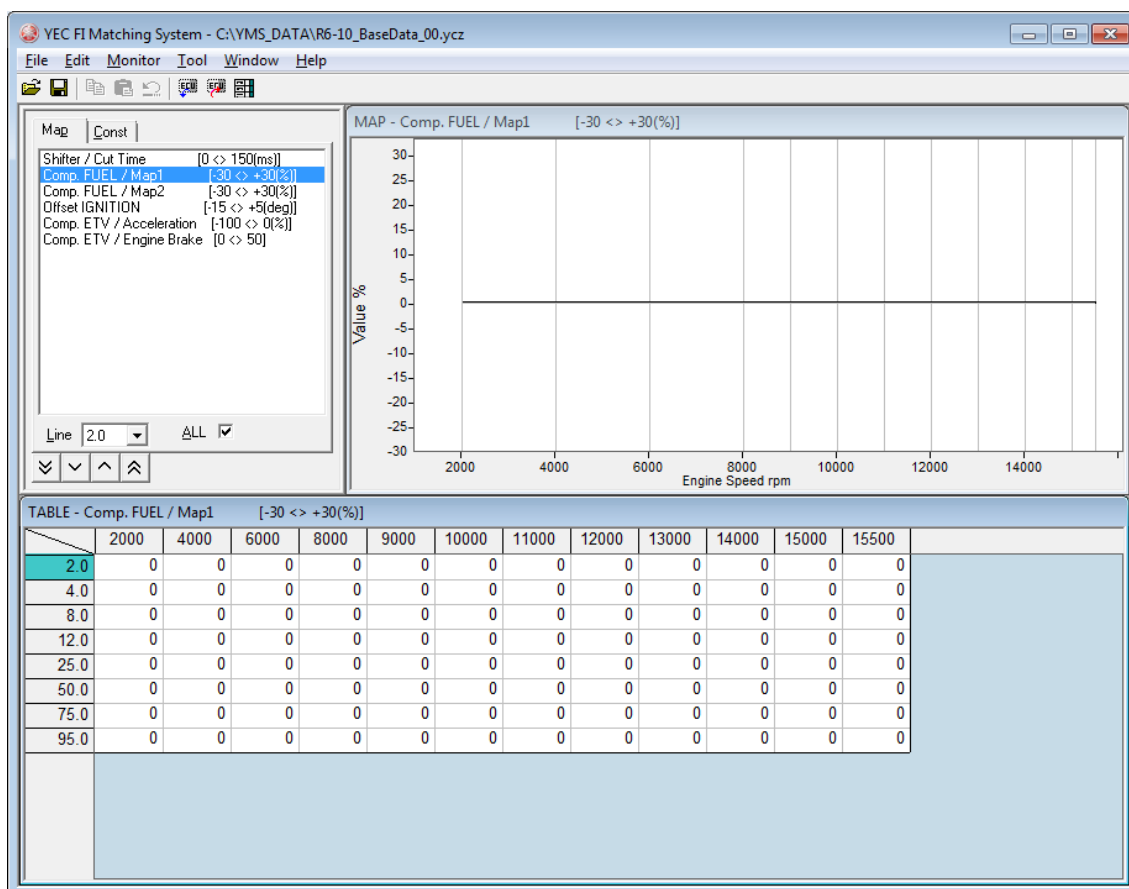 YEC FI Matching System - C:\YMS_DATA\R6-10_BaseData_00.ycz
File Edit Monitor Tool Window Help
Map Const
Shifter / Cut Time [0 <> 150(ms)]
Comp. FUEL / Map1 [-30 <> +30(%)]
Comp. FUEL / Map2 [-30 <> +30(%)]
Offset IGNITION [-15 <> +5(deg)]
Comp. ETV / Acceleration [-100 <> 0(%)]
Comp. ETV / Engine Brake [0 <> 50]
Line 2.0 ALL
MAP - Comp. FUEL / Map1 [-30 <> +30(%)]
Value %
30
25
20
15
10
5
0
-5
-10
-15
-20
-25
-30
2000 4000 6000 8000 10000 12000 14000
Engine Speed rpm
TABLE - Comp. FUEL / Map1 [-30 <> +30(%)]
2000 4000 6000 8000 9000 10000 11000 12000 13000 14000 15000 15500
2.0 0 0 0 0 0 0 0 0 0 0 0 0
4.0 0 0 0 0 0 0 0 0 0 0 0 0
8.0 0 0 0 0 0 0 0 0 0 0 0 0
12.0 0 0 0 0 0 0 0 0 0 0 0 0
25.0 0 0 0 0 0 0 0 0 0 0 0 0
50.0 0 0 0 0 0 0 0 0 0 0 0 0
75.0 0 0 0 0 0 0 0 0 0 0 0 0
95.0 0 0 0 0 0 0 0 0 0 0 0 0